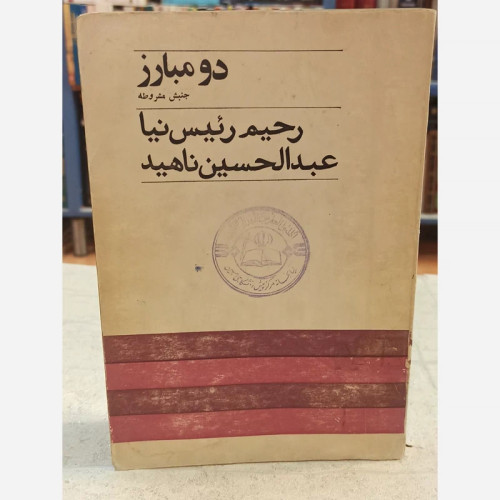 دو مبارز
جنبش مشروطه
رحیم رئیس‌نیا
عبدالحسین ناهید